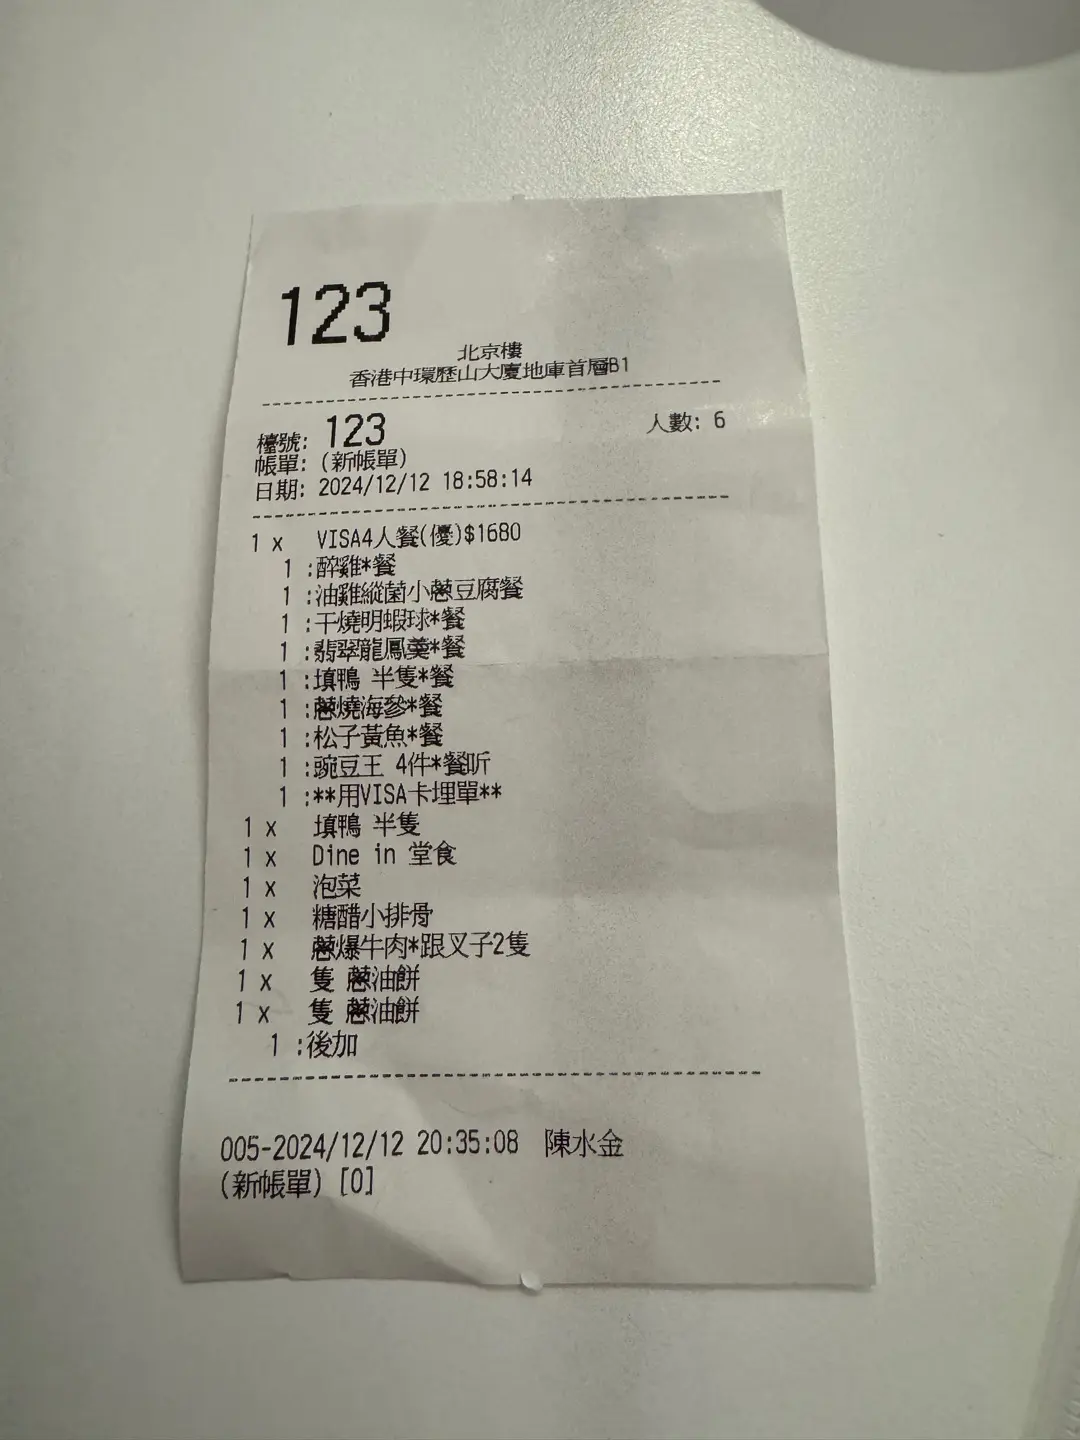 123
北京樓
香港中環歷山大廈地庫首層B1
檯號: 123 人數: 6
帳單: (新帳單)
日期: 2024/12/12 18:58:14
1 x VISA4人餐(優)$1680
1 :醉雞*餐
1 :油雞縱菌小蔥豆腐餐
1 :干燒明蝦球*餐
1 :翡翠龍鳳羹*餐
1 :填鴨 半隻*餐
1 :蔥燒海參*餐
1 :松子黃魚*餐
1 :豌豆王 4件*餐听
1 :**用VISA卡埋單**
1 x 填鴨 半隻
1 x Dine in 堂食
1 x 泡菜
1 x 糖醋小排骨
1 x 蔥爆牛肉*跟叉子2隻
1 x 隻 蔥油餅
1 x 隻 蔥油餅
1 :後加
005-2024/12/12 20:35:08 陳水金
(新帳單) [0]